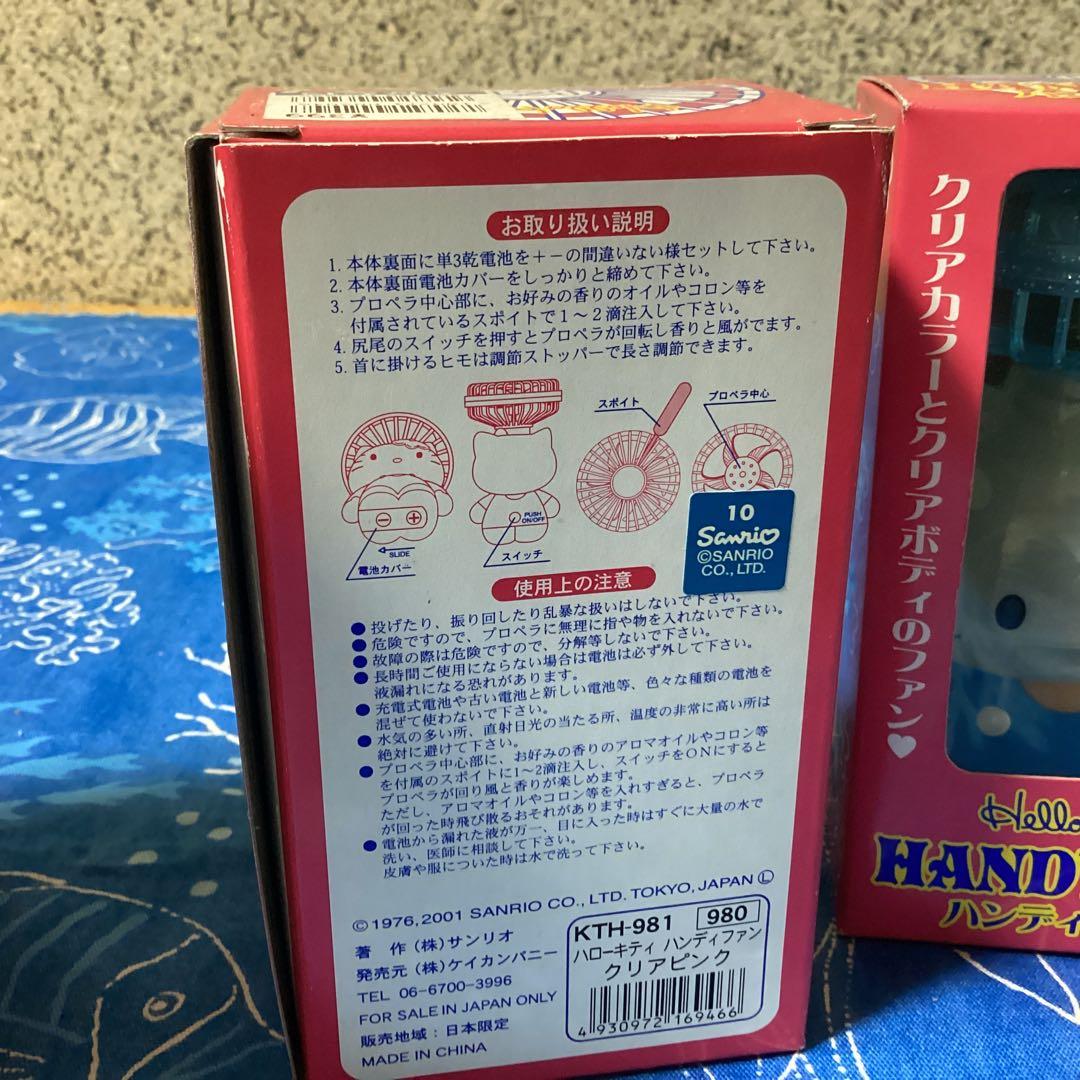 お取り扱い説明
1. 本体裏面に単3乾電池を+−の間違いない様セットして下さい。
2. 本体裏面電池カバーをしっかりと締めて下さい。
3. プロペラ中心部に、お好みの香りのオイルやコロン等を
付属されているスポイトで1〜2滴注入して下さい。
4. 尻尾のスイッチを押すとプロペラが回転し香りと風がでます。
5. 首に掛けるヒモは調節ストッパーで長さ調節できます。
スポイト
プロペラ中心
PUSH
ON/OFF
SLIDE
電池カバー
スイッチ
10
Sanrio
©SANRIO
CO., LTD.
使用上の注意
●投げたり、振り回したり乱暴な扱いはしないで下さい。
●危険ですので、プロペラに無理に指や物を入れないで下さい。
●故障の際は危険ですので、分解等しないで下さい。
●長時間ご使用にならない場合は電池は必ず外して下さい。
液漏れになる恐れがあります。
●充電式電池や古い電池と新しい電池等、色々な種類の電池を
混ぜて使わないで下さい。
●水気の多い所、直射日光の当たる所、温度の非常に高い所は
絶対に避けて下さい。
●プロペラ中心部に、お好みの香りのアロマオイルやコロン等
を付属のスポイトに1〜2滴注入し、スイッチをONにすると
プロペラが回り風と香りが楽しめます。
ただし、アロマオイルやコロン等を入れすぎると、プロペラ
が回った時飛び散るおそれがあります。
●電池から漏れた液が万一、目に入った時はすぐに大量の水で
洗い、医師に相談して下さい。
皮膚や服についた時は水で洗って下さい。
©1976, 2001 SANRIO CO., LTD. TOKYO, JAPAN Ⓛ
著 作 (株) サンリオ
発売元 (株) ケイカンパニー
TEL 06-6700-3996
FOR SALE IN JAPAN ONLY
販売地域：日本限定
MADE IN CHINA
KTH-981 980
ハローキティ ハンディファン
クリアピンク
4 930972 169466
クリアカラーとクリアボディのファン♥
Hello
HAND
ハンディ